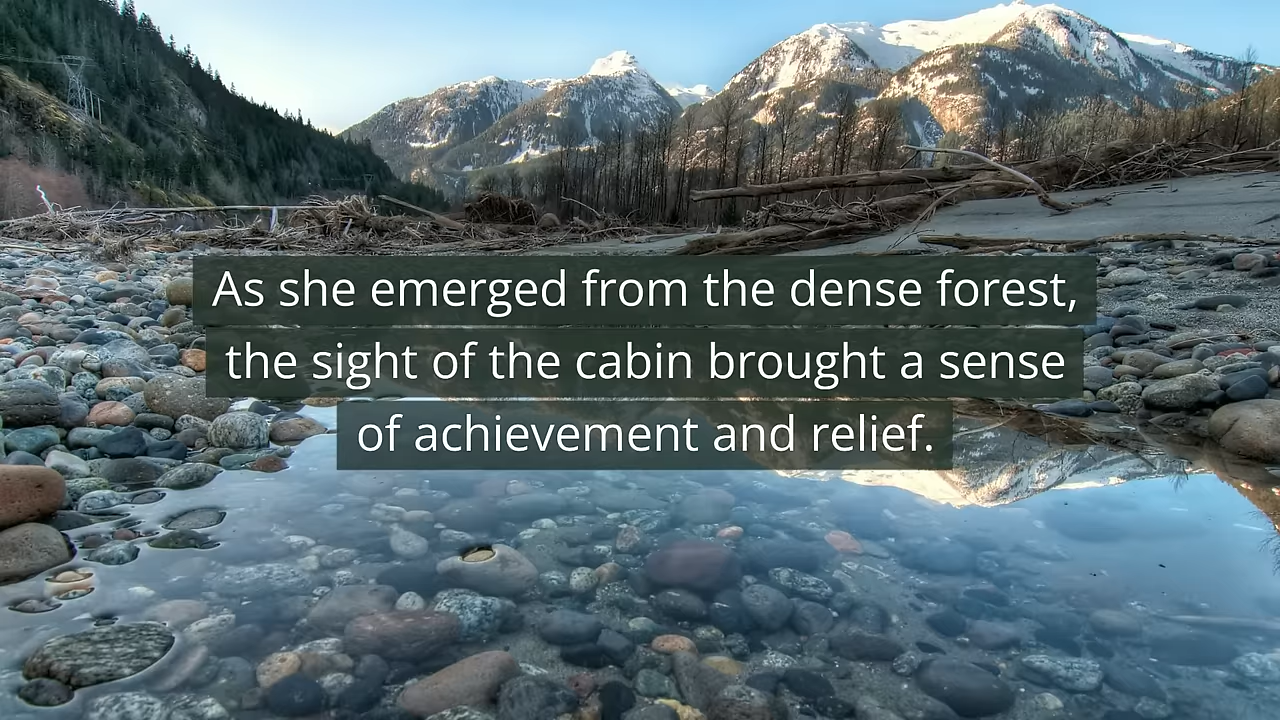 As she emerged from the dense forest,
the sight of the cabin brought a sense
of achievement and relief.